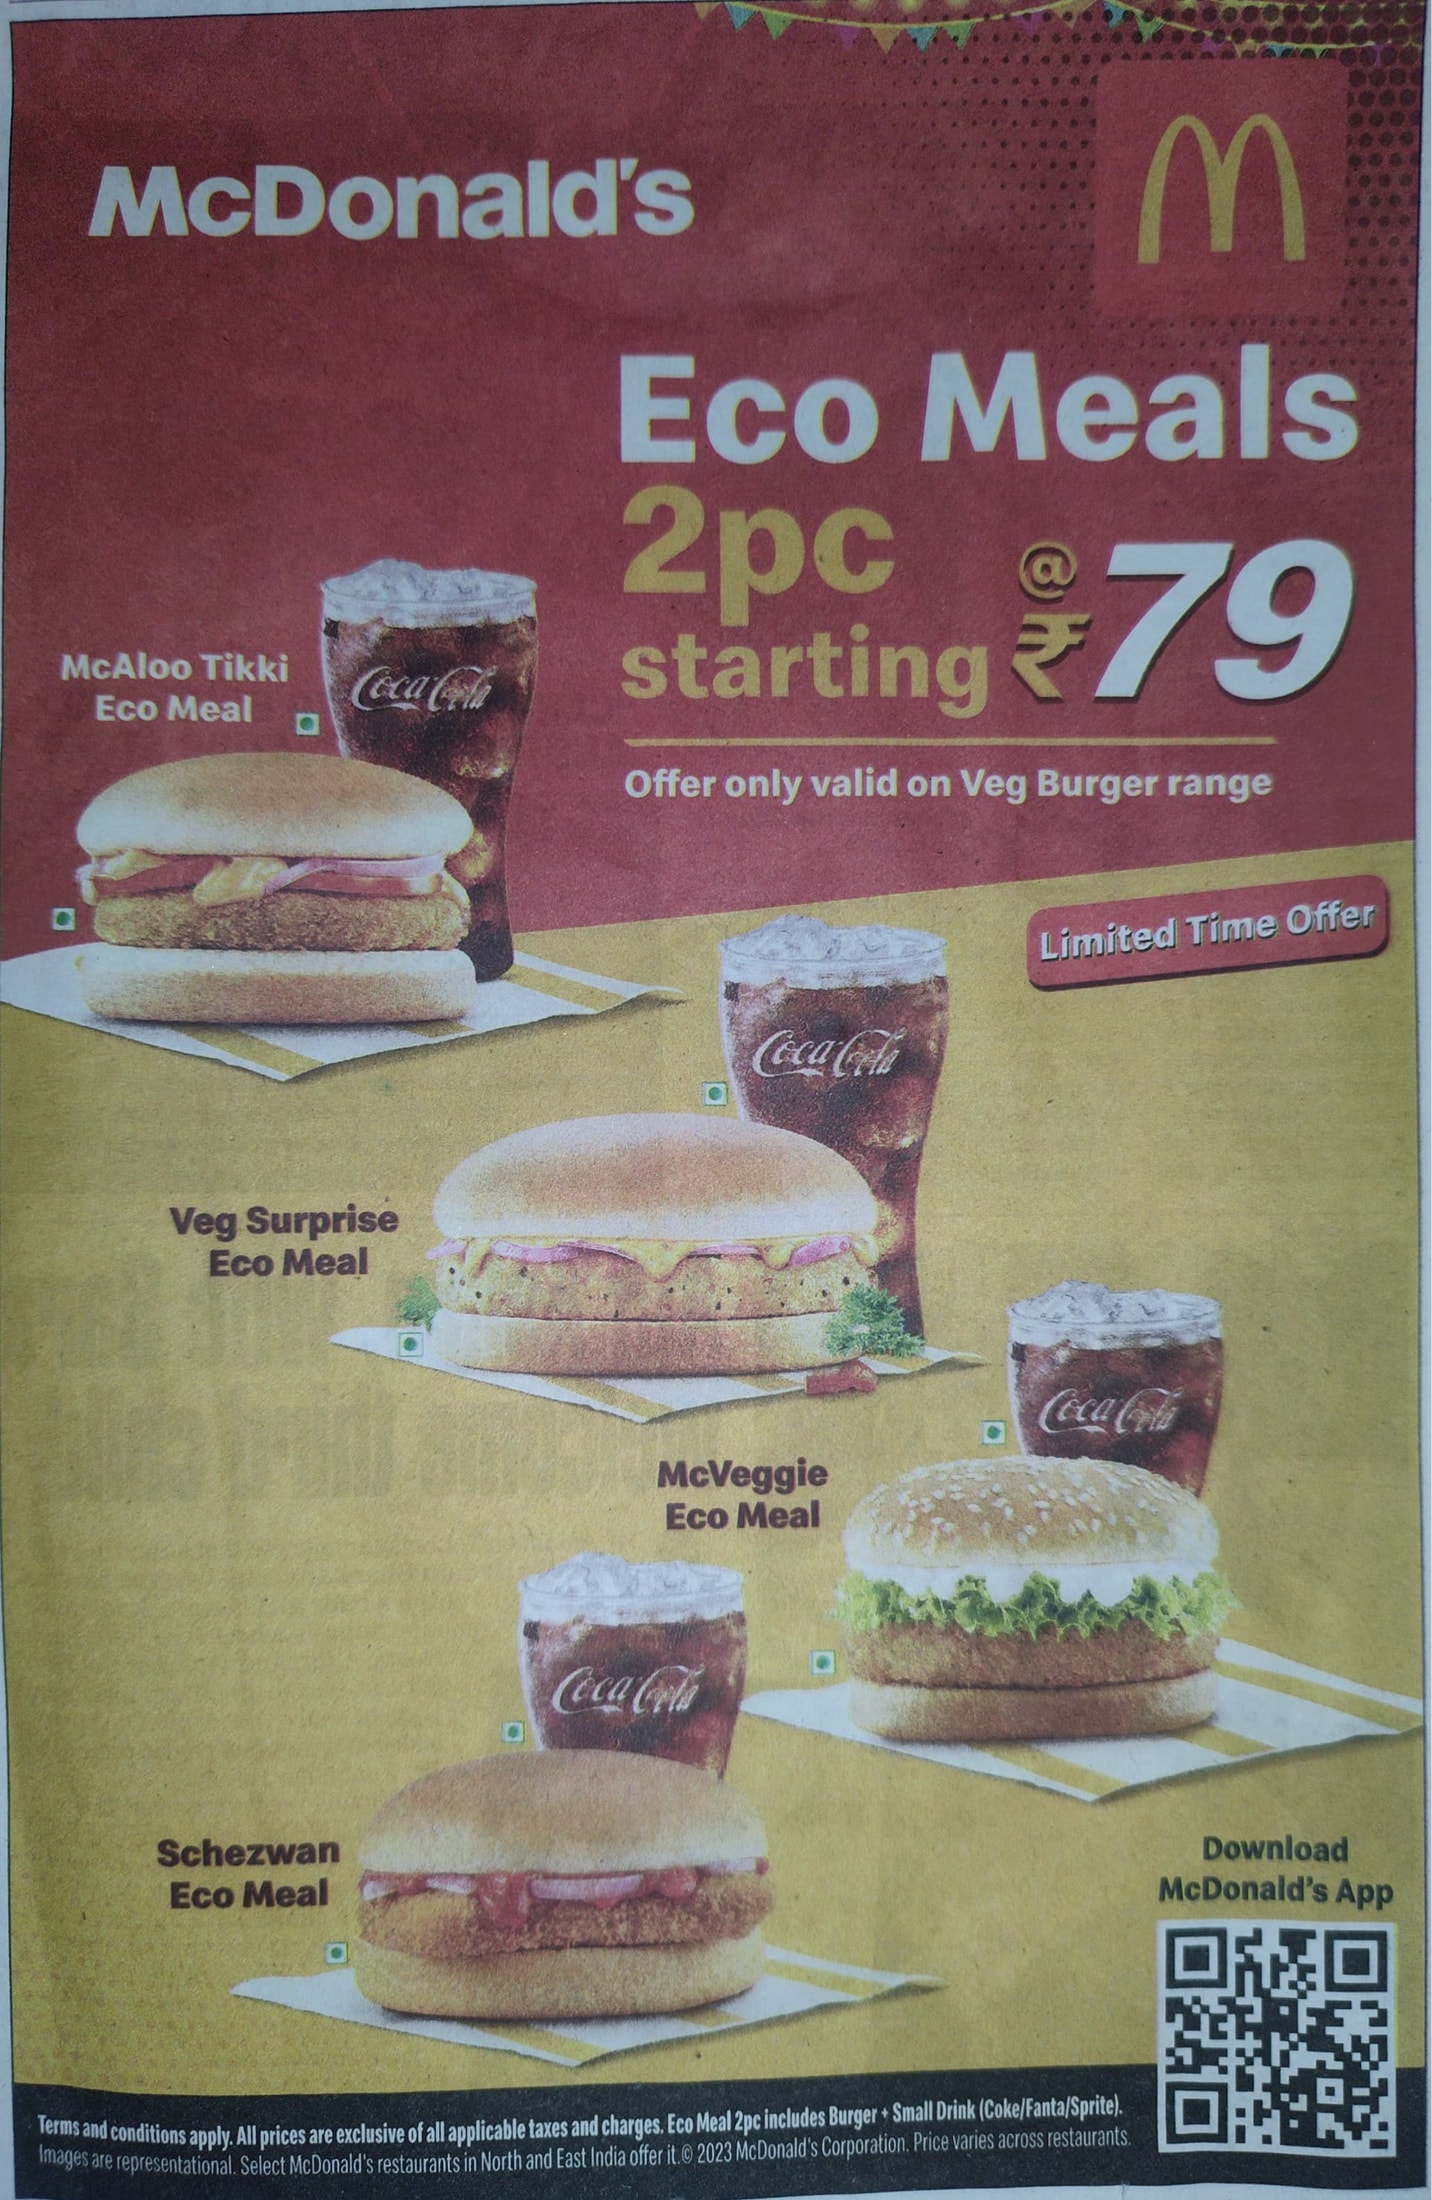 McDonald's
Eco Meals
2pc
starting @ ₹79
Offer only valid on Veg Burger range
Limited Time Offer
McAloo Tikki
Eco Meal
Coca-Cola
Coca-Cola
Veg Surprise
Eco Meal
Coca-Cola
McVeggie
Eco Meal
Coca-Cola
Schezwan
Eco Meal
Download
McDonald's App
Terms and conditions apply. All prices are exclusive of all applicable taxes and charges. Eco Meal 2pc includes Burger + Small Drink (Coke/Fanta/Sprite).
Images are representational. Select McDonald's restaurants in North and East India offer it. © 2023 McDonald's Corporation. Price varies across restaurants.